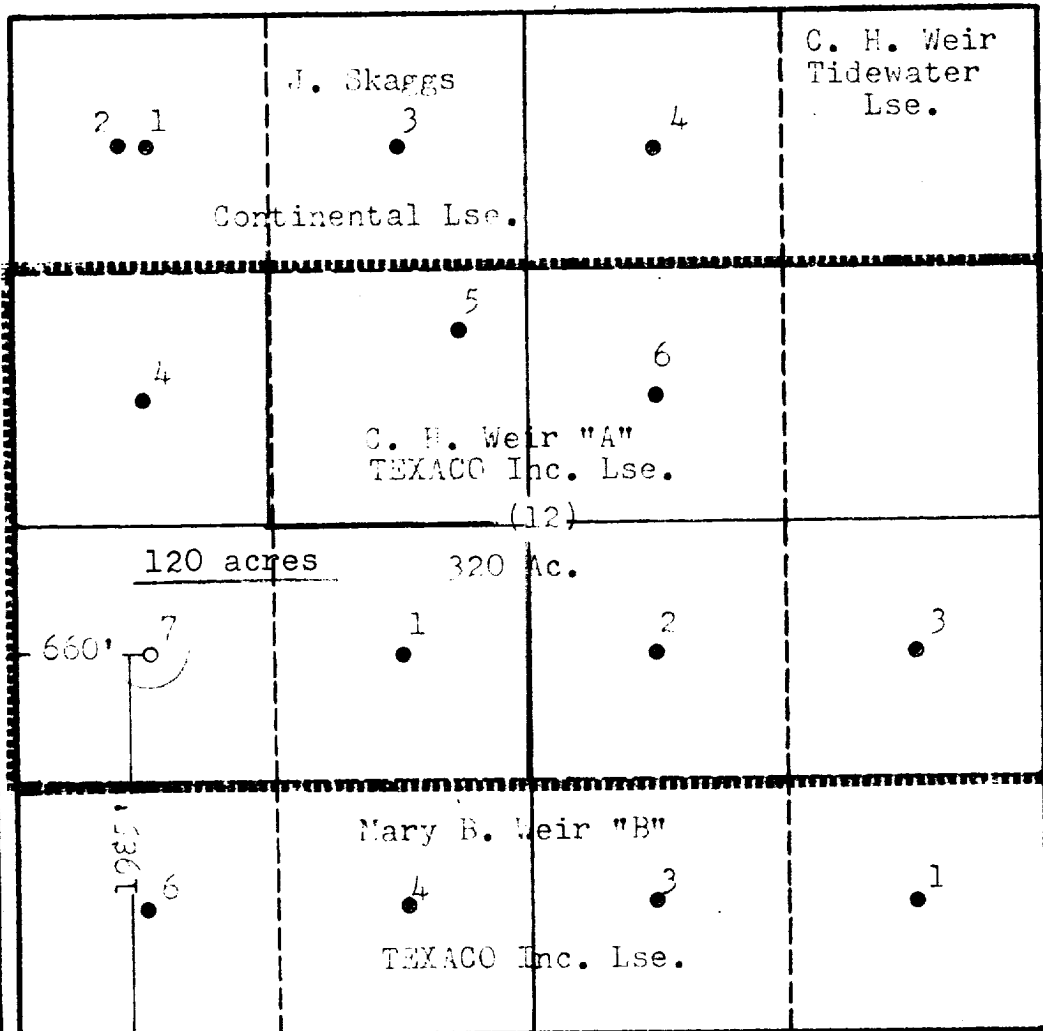 C. H. Weir
Tidewater
Lse.
J. Skaggs
2 1 3 4
Continental Lse.
5
4 6
C. H. Weir "A"
TEXACO Inc. Lse.
(12)
120 acres 320 Ac.
660' 7 1 2 3
Mary B. Weir "B"
1985'
6 4 3 1
TEXACO Inc. Lse.